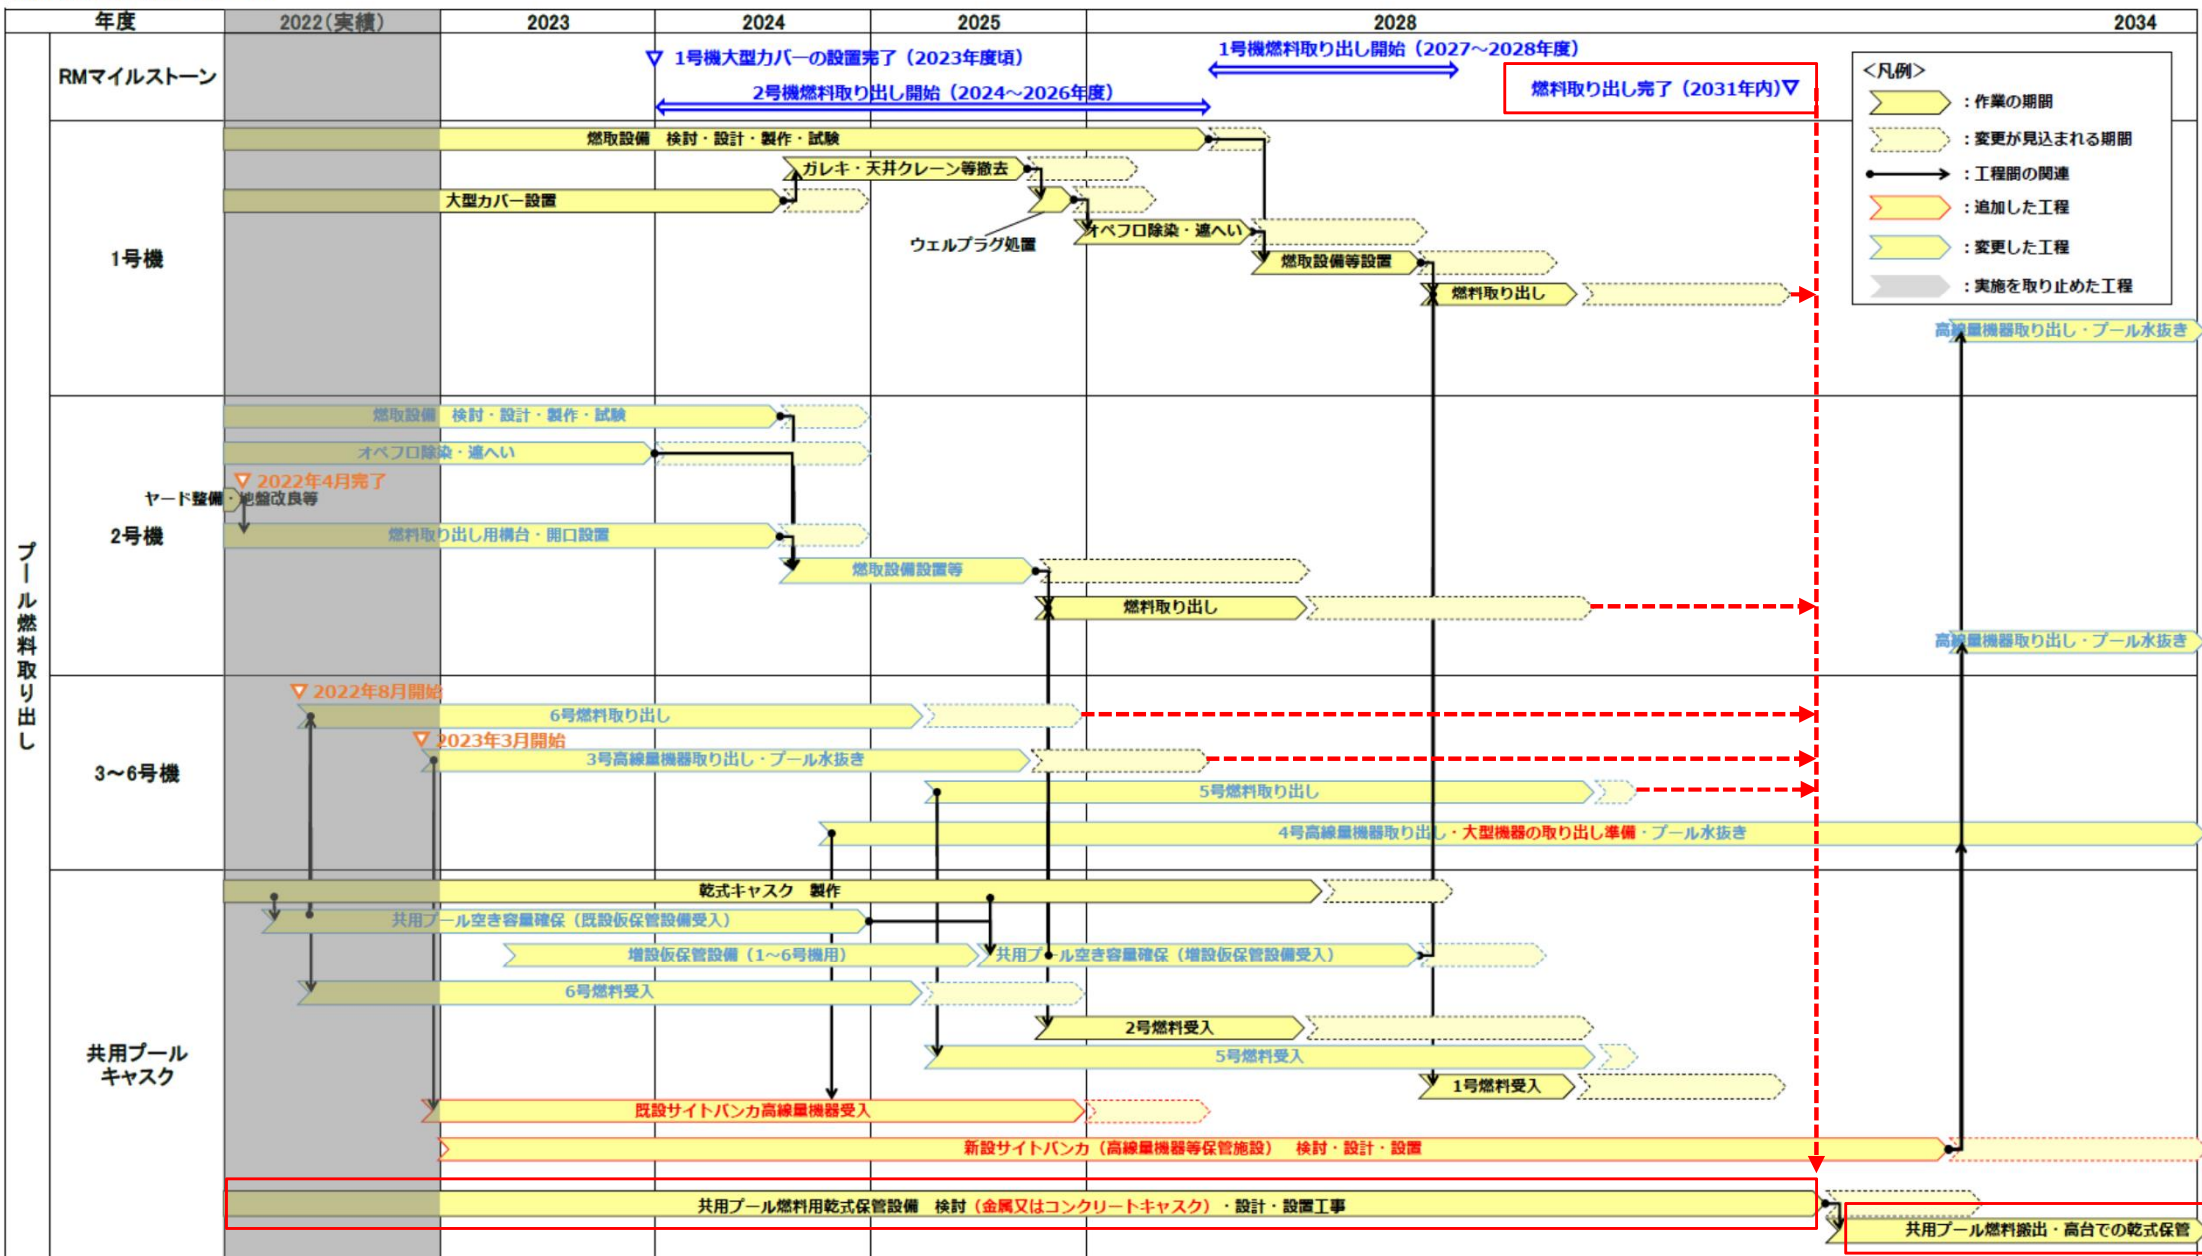 年度 2022(実績) 2023 2024 2025 2028 2034
プール燃料取り出し
RMマイルストーン
▽ 1号機大型カバーの設置完了（2023年度頃）
1号機燃料取り出し開始（2027～2028年度）
2号機燃料取り出し開始（2024～2026年度）
燃料取り出し完了（2031年内)▽
＜凡例＞
：作業の期間
：変更が見込まれる期間
：工程間の関連
：追加した工程
：変更した工程
：実施を取り止めた工程
1号機
燃取設備　検討・設計・製作・試験
ガレキ・天井クレーン等撤去
大型カバー設置
ウェルプラグ処置
オペフロ除染・遮へい
燃取設備等設置
燃料取り出し
高線量機器取り出し・プール水抜き
2号機
燃取設備　検討・設計・製作・試験
オペフロ除染・遮へい
▽ 2022年4月完了
ヤード整備・地盤改良等
燃料取り出し用構台・開口設置
燃取設備設置等
燃料取り出し
高線量機器取り出し・プール水抜き
3～6号機
▽ 2022年8月開始
6号燃料取り出し
▽ 2023年3月開始
3号高線量機器取り出し・プール水抜き
5号燃料取り出し
4号高線量機器取り出し・大型機器の取り出し準備・プール水抜き
共用プール
キャスク
乾式キャスク　製作
共用プール空き容量確保（既設仮保管設備受入）
増設仮保管設備（1～6号機用）
共用プール空き容量確保（増設仮保管設備受入）
6号燃料受入
2号燃料受入
5号燃料受入
1号燃料受入
既設サイトバンカ高線量機器受入
新設サイトバンカ（高線量機器等保管施設）　検討・設計・設置
共用プール燃料用乾式保管設備　検討（金属又はコンクリートキャスク）・設計・設置工事
共用プール燃料搬出・高台での乾式保管